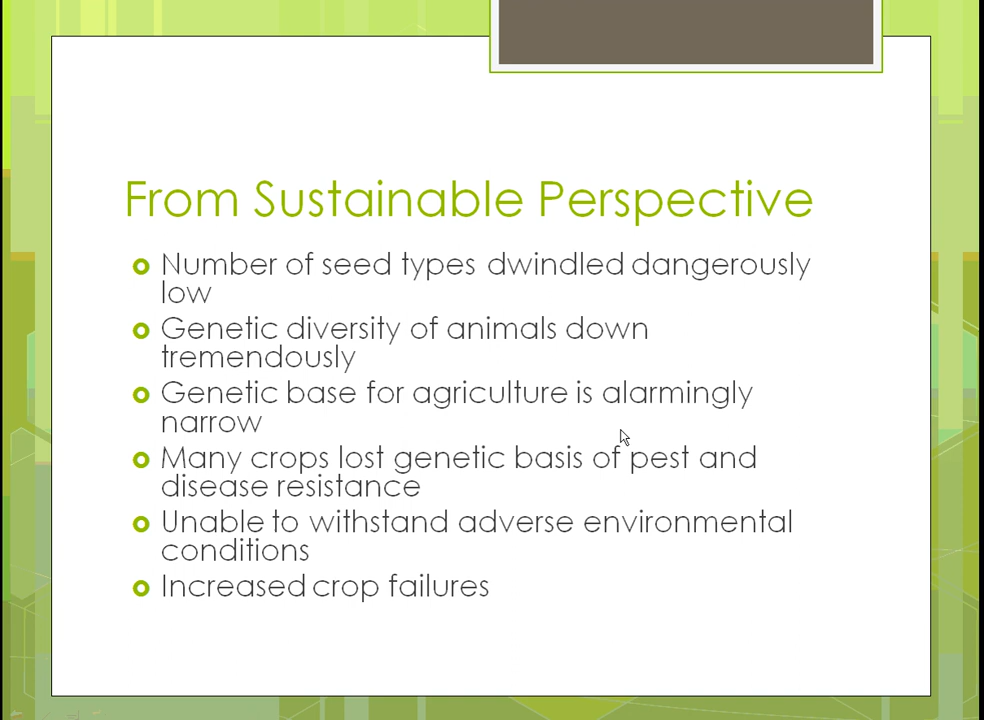 From Sustainable Perspective
Number of seed types dwindled dangerously
low
Genetic diversity of animals down
tremendously
Genetic base for agriculture is alarmingly
narrow
Many crops lost genetic basis of pest and
disease resistance
Unable to withstand adverse environmental
conditions
Increased crop failures